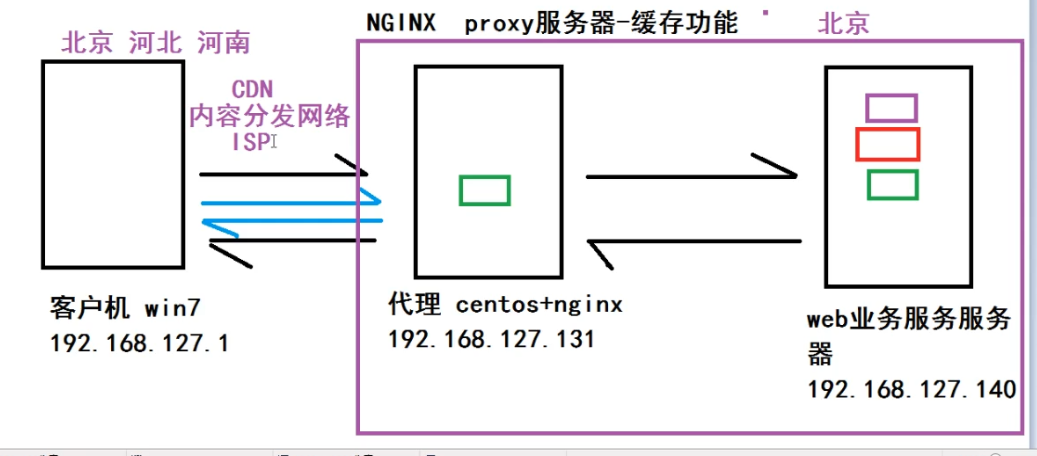 NGINX proxy服务器-缓存功能
北京
北京 河北 河南
CDN
内容分发网络
ISP
客户机 win7
192.168.127.1
代理 centos+nginx
192.168.127.131
web业务服务服务
器
192.168.127.140